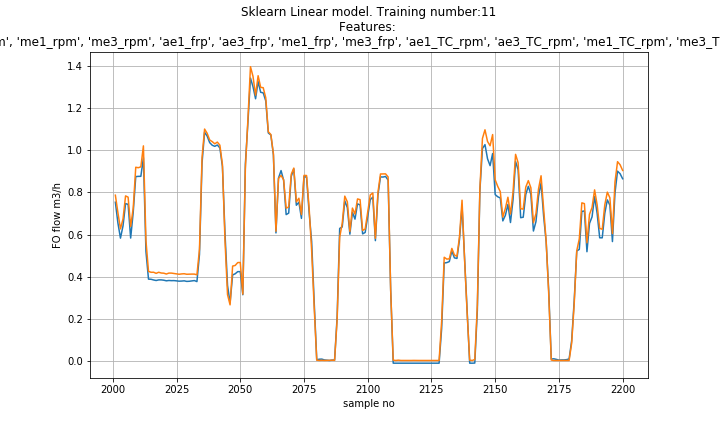 Sklearn Linear model. Training number:11
Features:
', 'me1_rpm', 'me3_rpm', 'ae1_frp', 'ae3_frp', 'me1_frp', 'me3_frp', 'ae1_TC_rpm', 'ae3_TC_rpm', 'me1_TC_rpm', 'me3_T
1.4
1.2
1.0
0.8
0.6
0.4
0.2
0.0
FO flow m3/h
2000 2025 2050 2075 2100 2125 2150 2175 2200
sample no